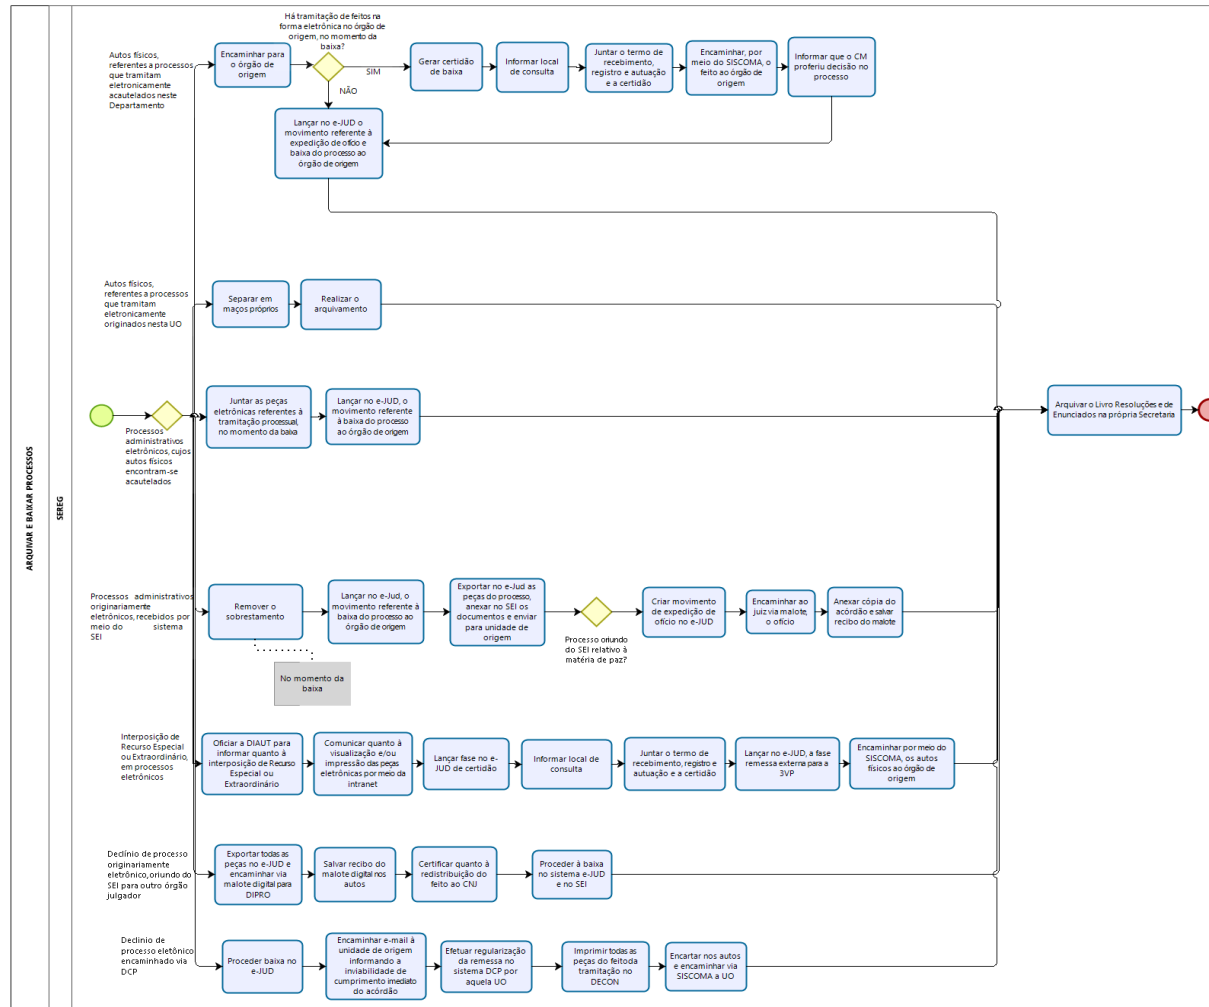 ARQUIVAR E BAIXAR PROCESSOS
SEREG
Autos físicos,
referentes a processos
que tramitam
eletronicamente
acautelados neste
Departamento
Encaminhar para
o órgão de
origem
Há tramitação de feitos na
forma eletrônica no órgão de
origem, no momento da
baixa?
SIM
NÃO
Gerar certidão
de baixa
Informar local
de consulta
Juntar o termo de
recebimento,
registro e autuação
e a certidão
Encaminhar, por
meio do SISCOMA, o
feito ao órgão de
origem
Informar que o CM
proferiu decisão no
processo
Lançar no e-JUD o
movimento referente à
expedição de ofício e
baixa do processo ao
órgão de origem
Autos físicos,
referentes a processos
que tramitam
eletronicamente
originados nesta UO
Separar em
maços próprios
Realizar o
arquivamento
Processos
administrativos
eletrônicos, cujos
autos físicos
encontram-se
acautelados
Juntar as peças
eletrônicas referentes à
tramitação processual,
no momento da baixa
Lançar no e-JUD, o
movimento referente
à baixa do processo
ao órgão de origem
Arquivar o Livro Resoluções e de
Enunciados na própria Secretaria
Processos administrativos
originariamente
eletrônicos, recebidos por
meio do sistema
SEI
Remover o
sobrestamento
No momento da
baixa
Lançar no e-Jud, o
movimento referente à
baixa do processo ao
órgão de origem
Exportar no e-Jud as
peças do processo,
anexar no SEI os
documentos e enviar
para unidade de
origem
Processo oriundo
do SEI relativo à
matéria de paz?
Criar movimento
de expedição de
ofício no e-JUD
Encaminhar ao
juiz via malote,
o ofício
Anexar cópia do
acórdão e salvar
recibo do malote
Interposição de
Recurso Especial
ou Extraordinário,
em processos
eletrônicos
Oficiar a DIAUT para
informar quanto à
interposição de Recurso
Especial ou
Extraordinário
Comunicar quanto à
visualização e/ou
impressão das peças
eletrônicas por meio da
intranet
Lançar fase no e-
JUD de certidão
Informar local de
consulta
Juntar o termo de
recebimento, registro e
autuação e a certidão
Lançar no e-JUD, a fase
remessa externa para a
3VP
Encaminhar por meio do
SISCOMA, os autos
físicos ao órgão de
origem
Declínio de processo
originariamente
eletrônico, oriundo do
SEI para outro órgão
julgador
Exportar todas as
peças no e-JUD e
encaminhar via
malote digital para
DIPRO
Salvar recibo do
malote digital nos
autos
Certificar quanto à
redistribuição do
feito ao CNJ
Proceder à baixa
no sistema e-JUD
e no SEI
Declinio de
processo eletônico
encaminhado via
DCP
Proceder baixa no
e-JUD
Encaminhar e-mail à
unidade de origem
informando a
inviabilidade de
cumprimento imediato
do acórdão
Efetuar regularização
da remessa no
sistema DCP por
aquela UO
Imprimir todas as
peças do feitoda
tramitação no
DECON
Encartar nos autos
e encaminhar via
SISCOMA a UO